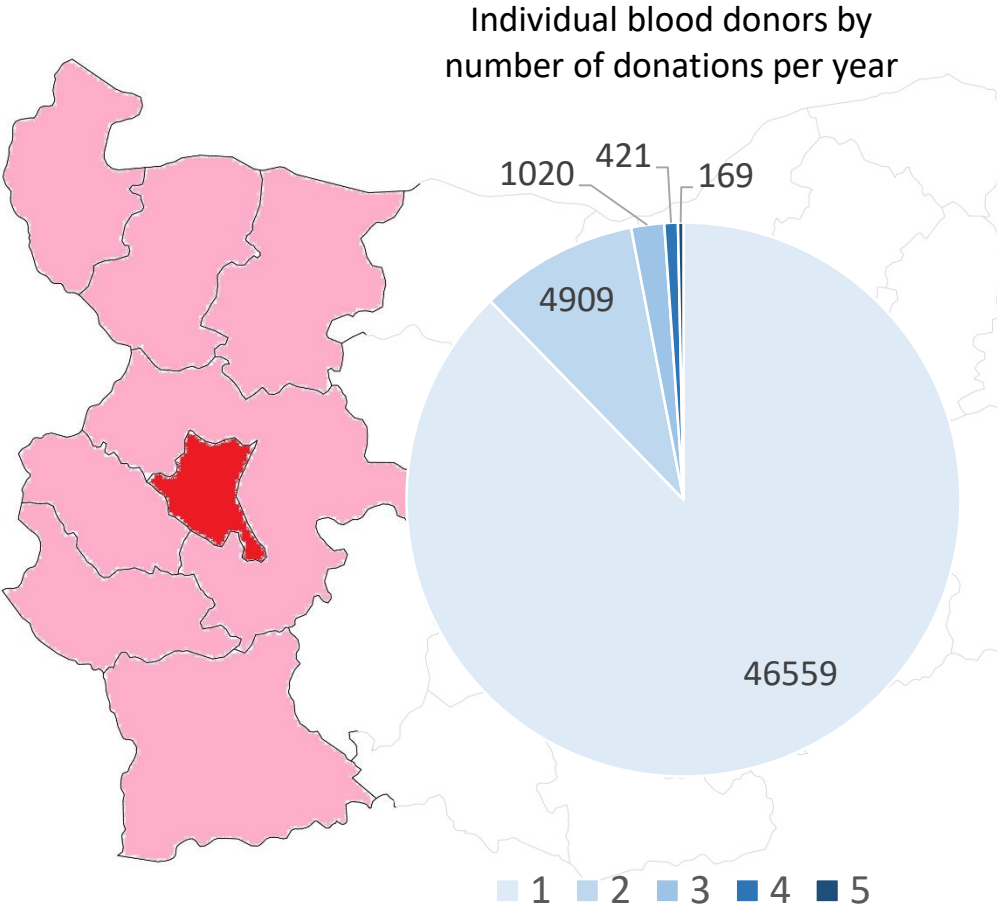 Individual blood donors by
number of donations per year
1020 421 169
4909
46559
1 2 3 4 5